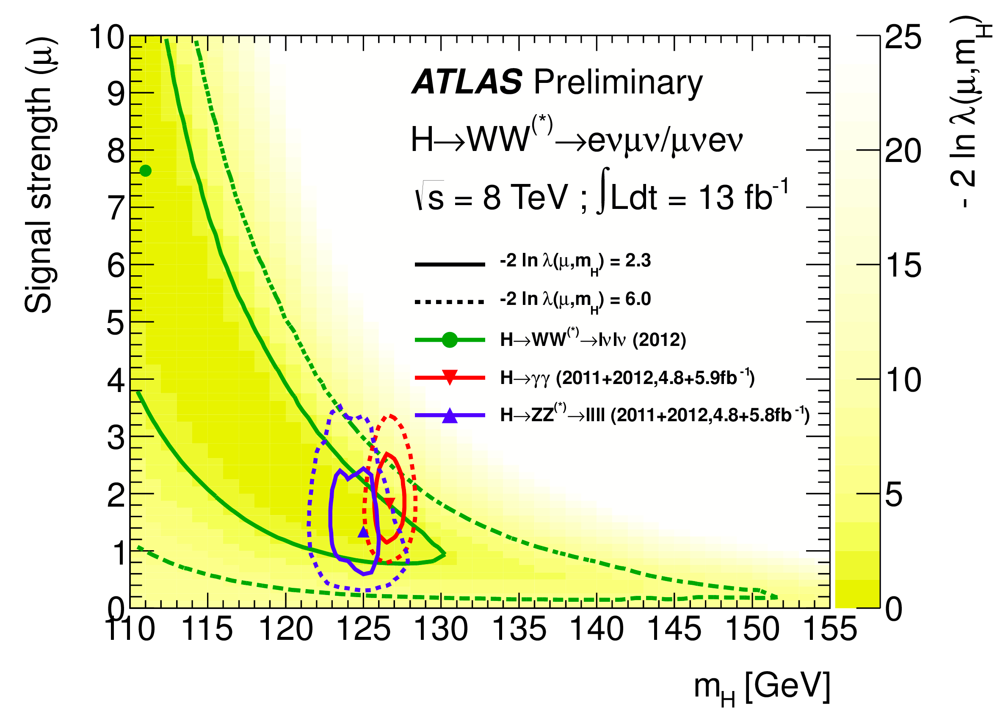 Signal strength (μ)
10
9
8
7
6
5
4
3
2
1
0
ATLAS Preliminary
H→WW(*)→eνμν/μνeν
√s = 8 TeV ; ∫Ldt = 13 fb-1
-2 ln λ(μ,mH) = 2.3
-2 ln λ(μ,mH) = 6.0
H→WW(*)→lνlν (2012)
H→γγ (2011+2012,4.8+5.9fb-1)
H→ZZ(*)→llll (2011+2012,4.8+5.8fb-1)
110 115 120 125 130 135 140 145 150 155
mH [GeV]
25
20
15
10
5
0
- 2 ln λ(μ,mH)